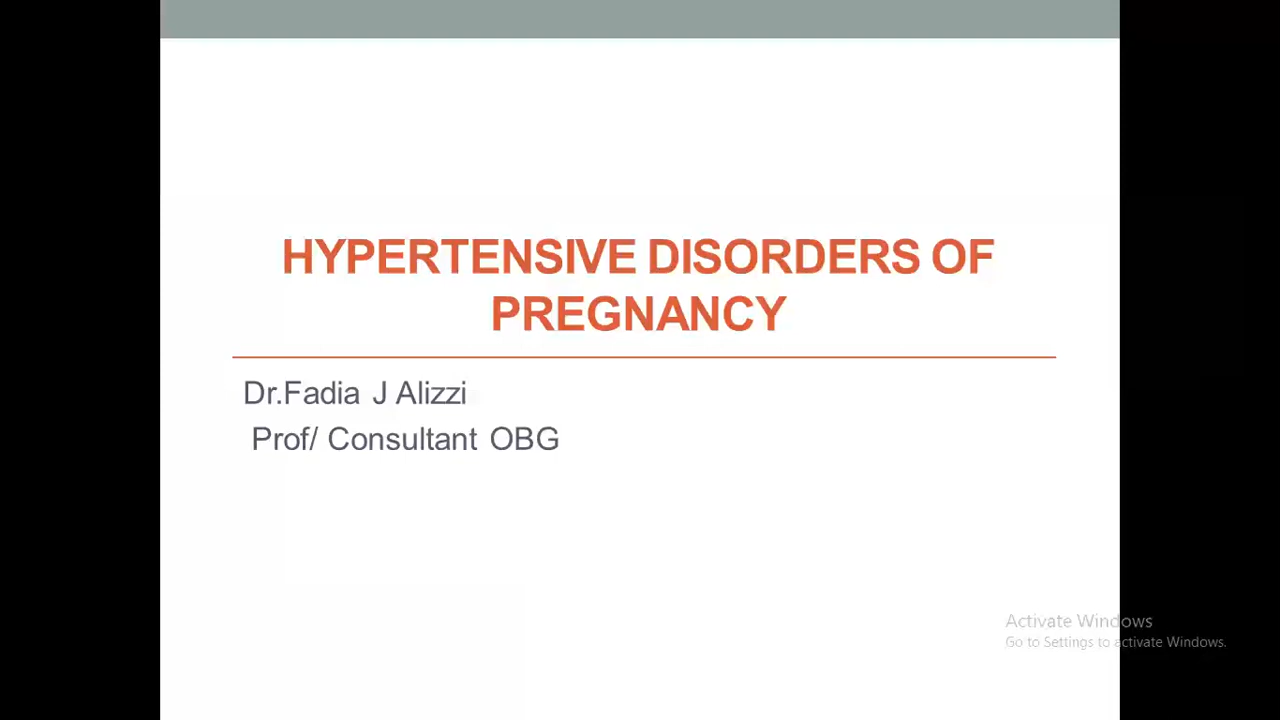 HYPERTENSIVE DISORDERS OF
PREGNANCY
Dr.Fadia J Alizzi
Prof/ Consultant OBG
Activate Windows
Go to Settings to activate Windows.